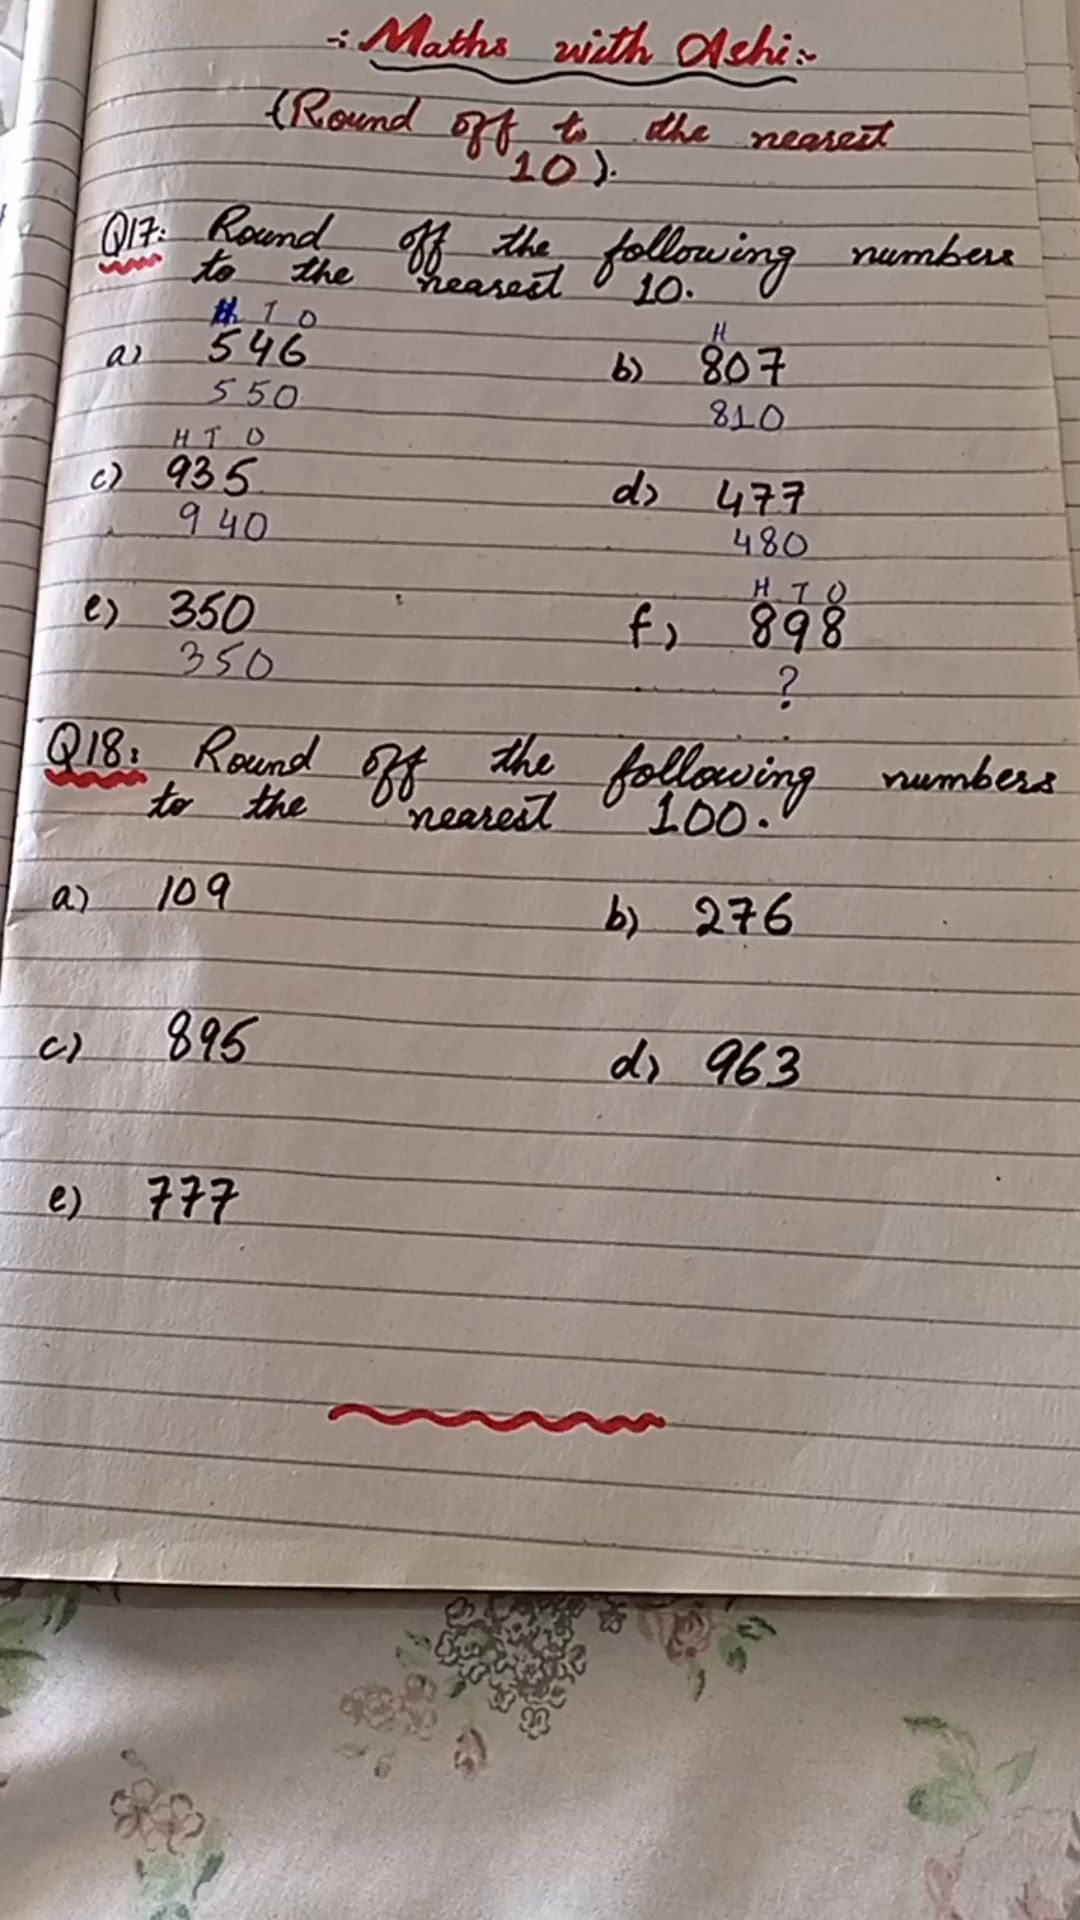 -: Maths with Ashi:-
(Round off to the nearest
10).
Q17: Round off the following numbers
to the nearest 10.
H T O
a) 546
550
H
b) 807
810
H T O
c) 935
940
d) 477
480
e) 350
350
H T O
f) 898
?
Q18: Round off the following numbers
to the nearest 100.
a) 109
b) 276
c) 895
d) 963
e) 777